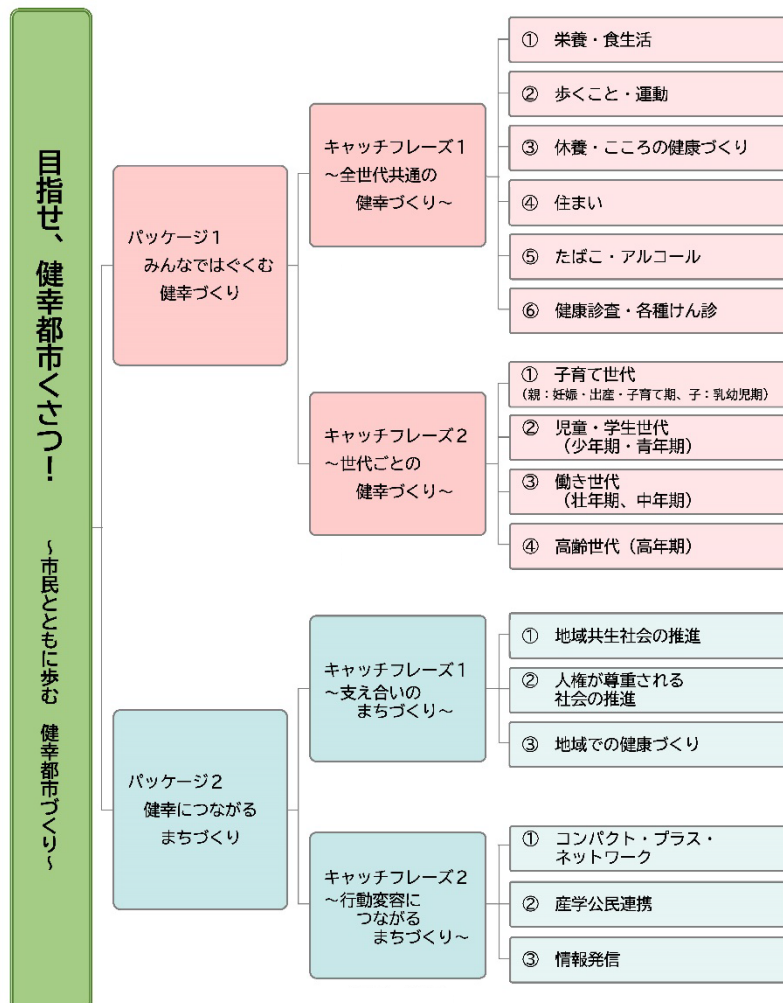 目指せ、健幸都市くさつ！
～市民とともに歩む　健幸都市づくり～
パッケージ１
みんなではぐくむ
健幸づくり
キャッチフレーズ１
～全世代共通の
健幸づくり～
① 栄養・食生活
② 歩くこと・運動
③ 休養・こころの健康づくり
④ 住まい
⑤ たばこ・アルコール
⑥ 健康診査・各種けん診
キャッチフレーズ２
～世代ごとの
健幸づくり～
① 子育て世代
（親：妊娠・出産・子育て期、子：乳幼児期）
② 児童・学生世代
（少年期・青年期）
③ 働き世代
（壮年期、中年期）
④ 高齢世代（高年期）
パッケージ２
健幸につながる
まちづくり
キャッチフレーズ１
～支え合いの
まちづくり～
① 地域共生社会の推進
② 人権が尊重される
社会の推進
③ 地域での健康づくり
キャッチフレーズ２
～行動変容に
つながる
まちづくり～
① コンパクト・プラス・
ネットワーク
② 産学公民連携
③ 情報発信